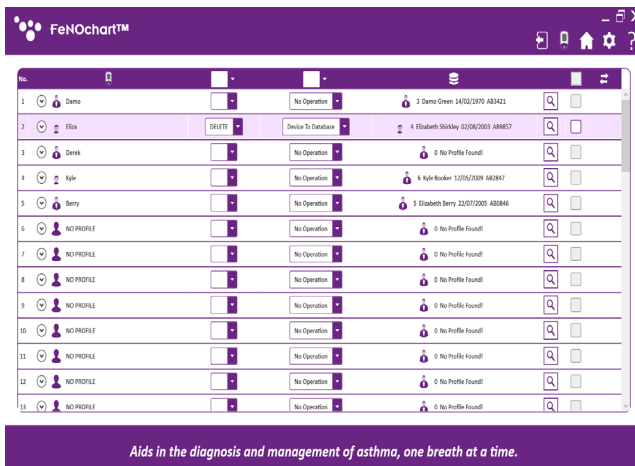 FeNOchart™
No.
1 Damo No Operation 3 Damo Green 14/02/1970 AB3421
2 Eliza DELETE Device To Database 4 Elizabeth Shirkley 02/08/2003 AB9857
3 Derek No Operation 0 No Profile Found!
4 Kyle No Operation 6 Kyle Booker 12/05/2009 AB2847
5 Berry No Operation 5 Elizabeth Berry 22/07/2005 AB0846
6 NO PROFILE No Operation 0 No Profile Found!
7 NO PROFILE No Operation 0 No Profile Found!
8 NO PROFILE No Operation 0 No Profile Found!
9 NO PROFILE No Operation 0 No Profile Found!
10 NO PROFILE No Operation 0 No Profile Found!
11 NO PROFILE No Operation 0 No Profile Found!
12 NO PROFILE No Operation 0 No Profile Found!
13 NO PROFILE No Operation 0 No Profile Found!
Aids in the diagnosis and management of asthma, one breath at a time.